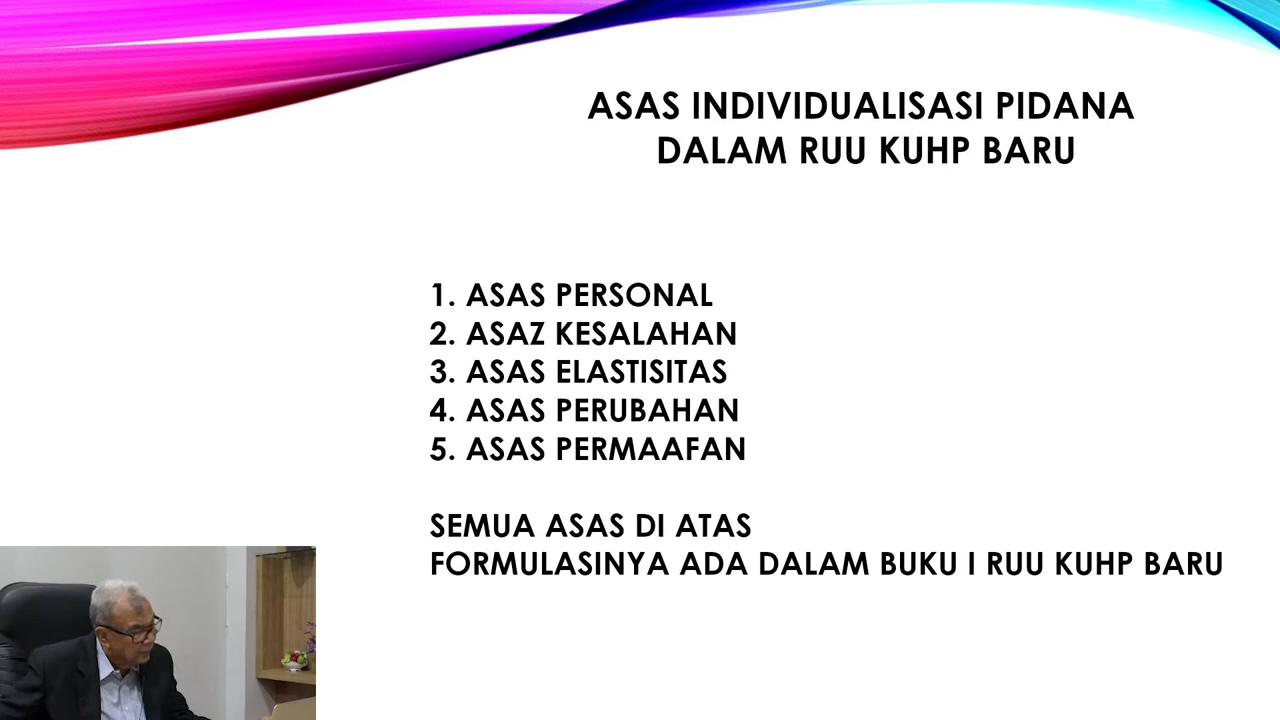 ASAS INDIVIDUALISASI PIDANA
DALAM RUU KUHP BARU
1. ASAS PERSONAL
2. ASAZ KESALAHAN
3. ASAS ELASTISITAS
4. ASAS PERUBAHAN
5. ASAS PERMAAFAN
SEMUA ASAS DI ATAS
FORMULASINYA ADA DALAM BUKU I RUU KUHP BARU